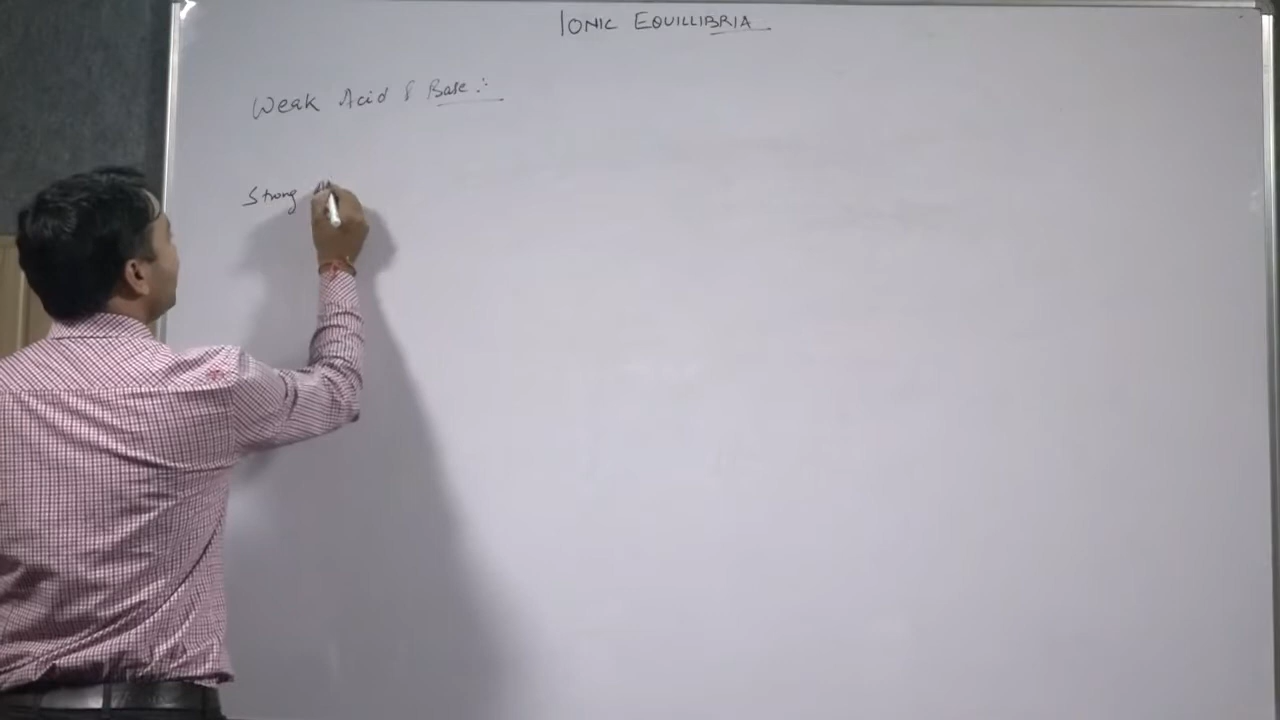 IONIC EQUILLIBRIA
Weak Acid & Base :-
Strong